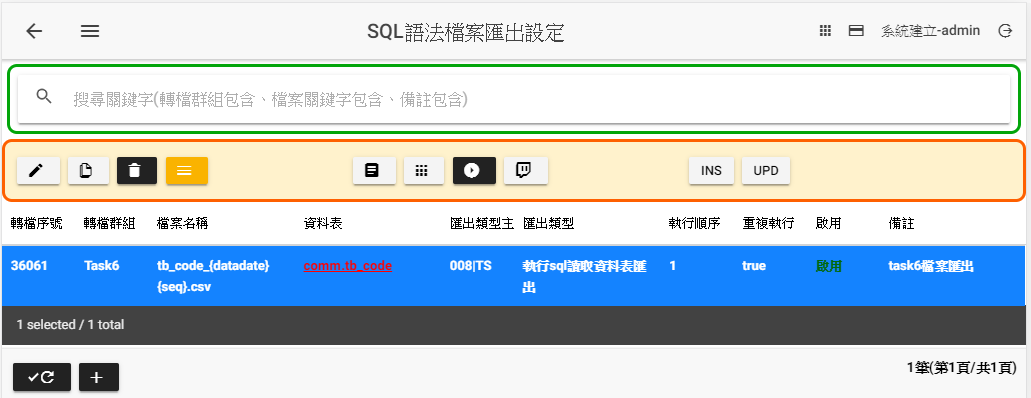 SQL語法檔案匯出設定
系統建立-admin
搜尋關鍵字(轉檔群組包含、檔案關鍵字包含、備註包含)
INS UPD
轉檔序號 轉檔群組 檔案名稱 資料表 匯出類型主 匯出類型 執行順序 重複執行 啟用 備註
36061 Task6 tb_code_{datadate} comm.tb_code 008|TS 執行sql讀取資料表匯 1 true 啟用 task6檔案匯出
{seq}.csv 出
1 selected / 1 total
1筆(第1頁/共1頁)